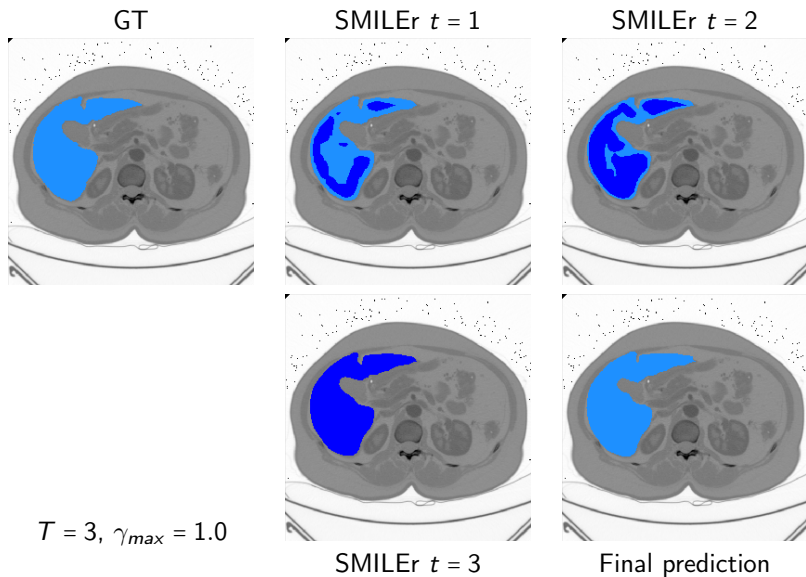 GT
SMILEr t = 1
SMILEr t = 2
T = 3, γmax = 1.0
SMILEr t = 3
Final prediction